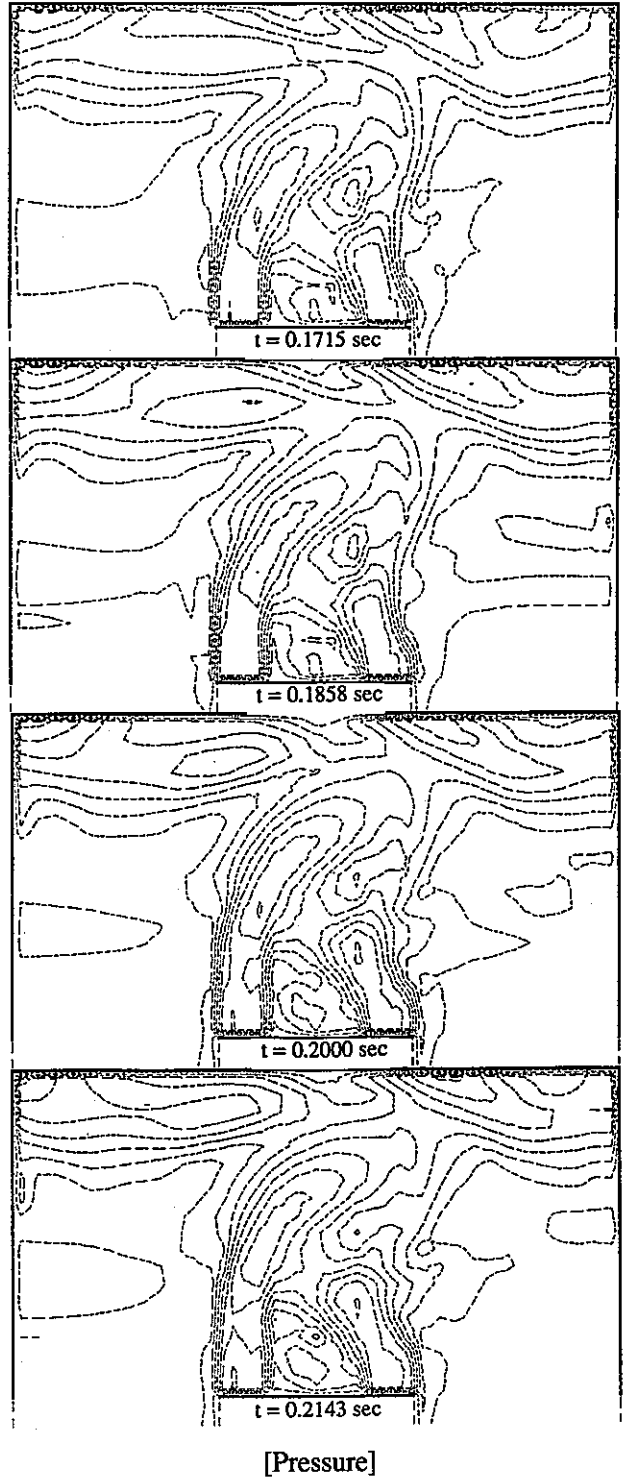 t = 0.1715 sec
t = 0.1858 sec
t = 0.2000 sec
t = 0.2143 sec
[Pressure]